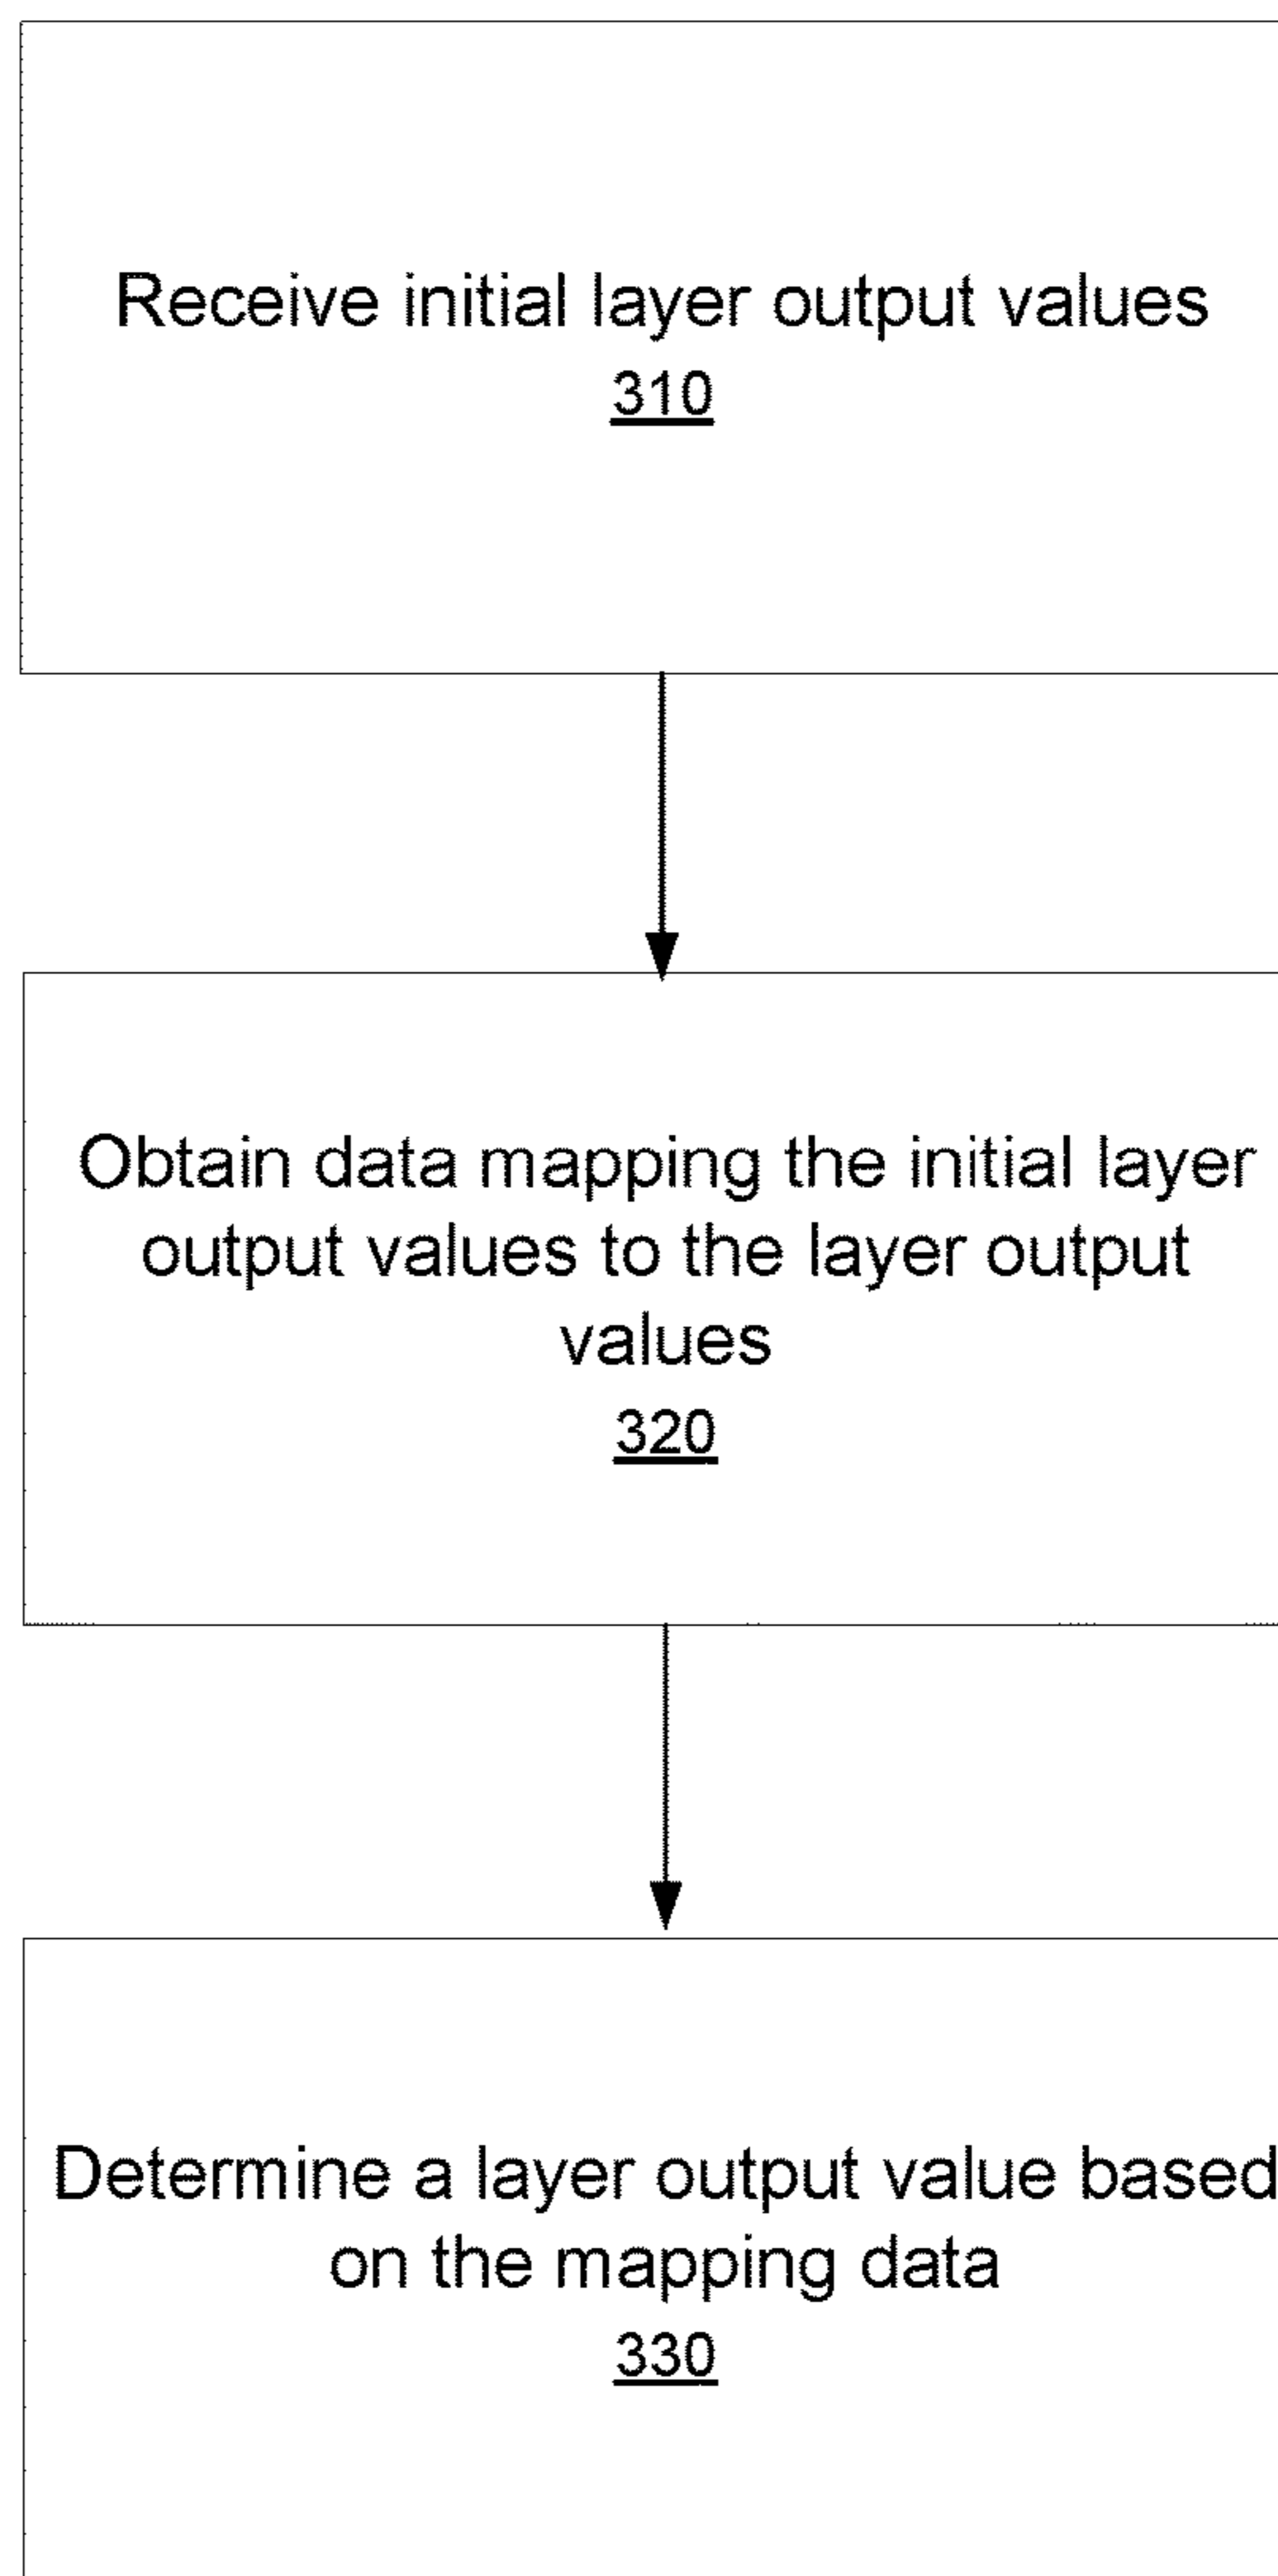 Receive initial layer output values
310
Obtain data mapping the initial layer
output values to the layer output
values
320
Determine a layer output value based
on the mapping data
330